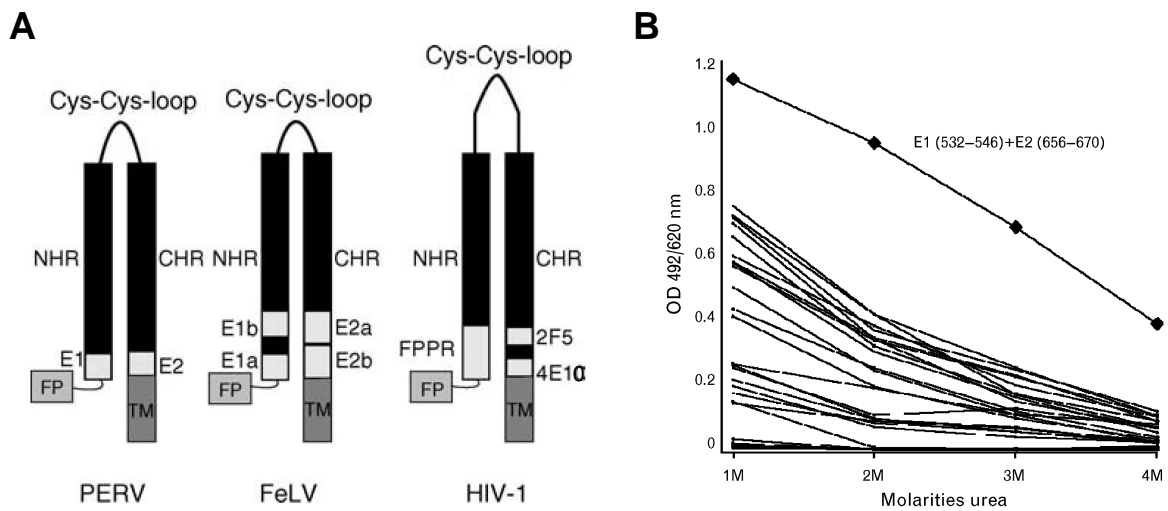 A
Cys-Cys-loop
Cys-Cys-loop
Cys-Cys-loop
NHR
CHR
NHR
CHR
NHR
CHR
E1
E2
E1b
E1a
E2a
E2b
FPPR
2F5
4E10
FP
FP
FP
TM
TM
TM
PERV
FeLV
HIV-1
B
OD 492/620 nm
1.2
1.0
0.8
0.6
0.4
0.2
0
E1 (532–546)+E2 (656–670)
1M
2M
3M
4M
Molarities urea